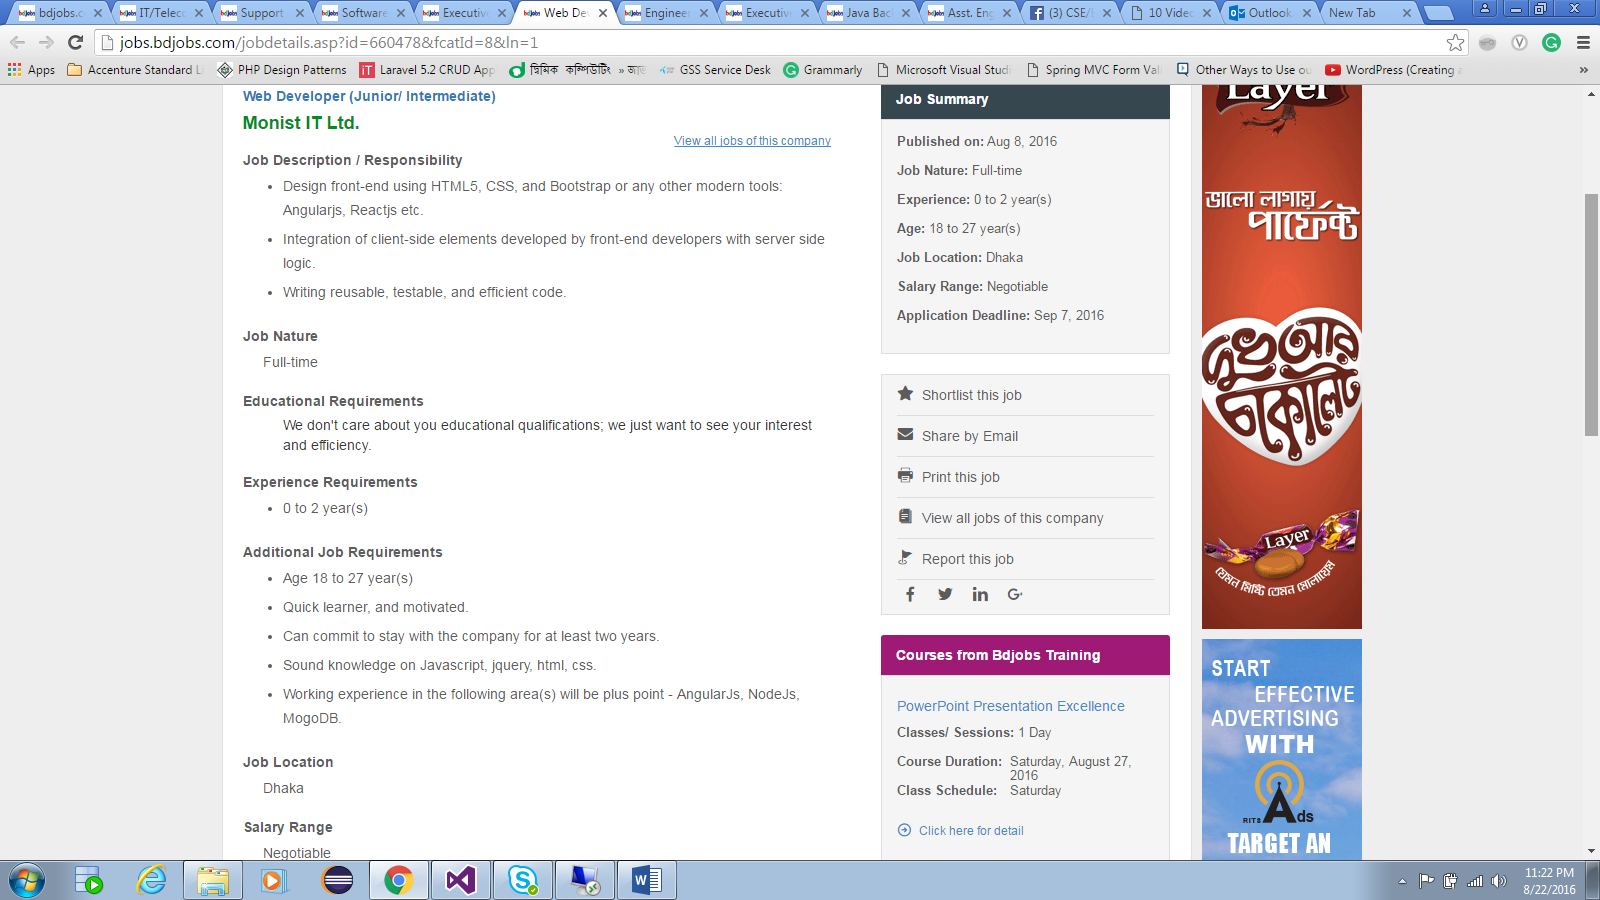 bdjobs.c
IT/Teleco
Support
Software
Executive
Web De
Engineer
Executive
Java Bac
Asst. Eng
(3) CSE/
10 Video
Outlook.
New Tab
jobs.bdjobs.com/jobdetails.asp?id=660478&fcatId=8&ln=1
Apps
Accenture Standard L
PHP Design Patterns
Laravel 5.2 CRUD App
টেকনিক কম্পিউটিং » জাভ
GSS Service Desk
Grammarly
Microsoft Visual Studi
Spring MVC Form Val
Other Ways to Use ou
WordPress (Creating a
»
Web Developer (Junior/ Intermediate)
Monist IT Ltd.
View all jobs of this company
Job Description / Responsibility
• Design front-end using HTML5, CSS, and Bootstrap or any other modern tools:
Angularjs, Reactjs etc.
• Integration of client-side elements developed by front-end developers with server side
logic.
• Writing reusable, testable, and efficient code.
Job Nature
Full-time
Educational Requirements
We don't care about you educational qualifications; we just want to see your interest
and efficiency.
Experience Requirements
• 0 to 2 year(s)
Additional Job Requirements
• Age 18 to 27 year(s)
• Quick learner, and motivated.
• Can commit to stay with the company for at least two years.
• Sound knowledge on Javascript, jquery, html, css.
• Working experience in the following area(s) will be plus point - AngularJs, NodeJs,
MogoDB.
Job Location
Dhaka
Salary Range
Negotiable
Job Summary
Published on: Aug 8, 2016
Job Nature: Full-time
Experience: 0 to 2 year(s)
Age: 18 to 27 year(s)
Job Location: Dhaka
Salary Range: Negotiable
Application Deadline: Sep 7, 2016
Shortlist this job
Share by Email
Print this job
View all jobs of this company
Report this job
Courses from Bdjobs Training
PowerPoint Presentation Excellence
Classes/ Sessions: 1 Day
Course Duration: Saturday, August 27,
2016
Class Schedule: Saturday
Click here for detail
Layer
ভালো লাগায়
পার্ফেক্ট
দুধ আর
চকলেট
Layer
যেমন মিষ্টি তেমন মোলায়েম
START
EFFECTIVE
ADVERTISING
WITH
RITS Ads
TARGET AN
11:22 PM
8/22/2016